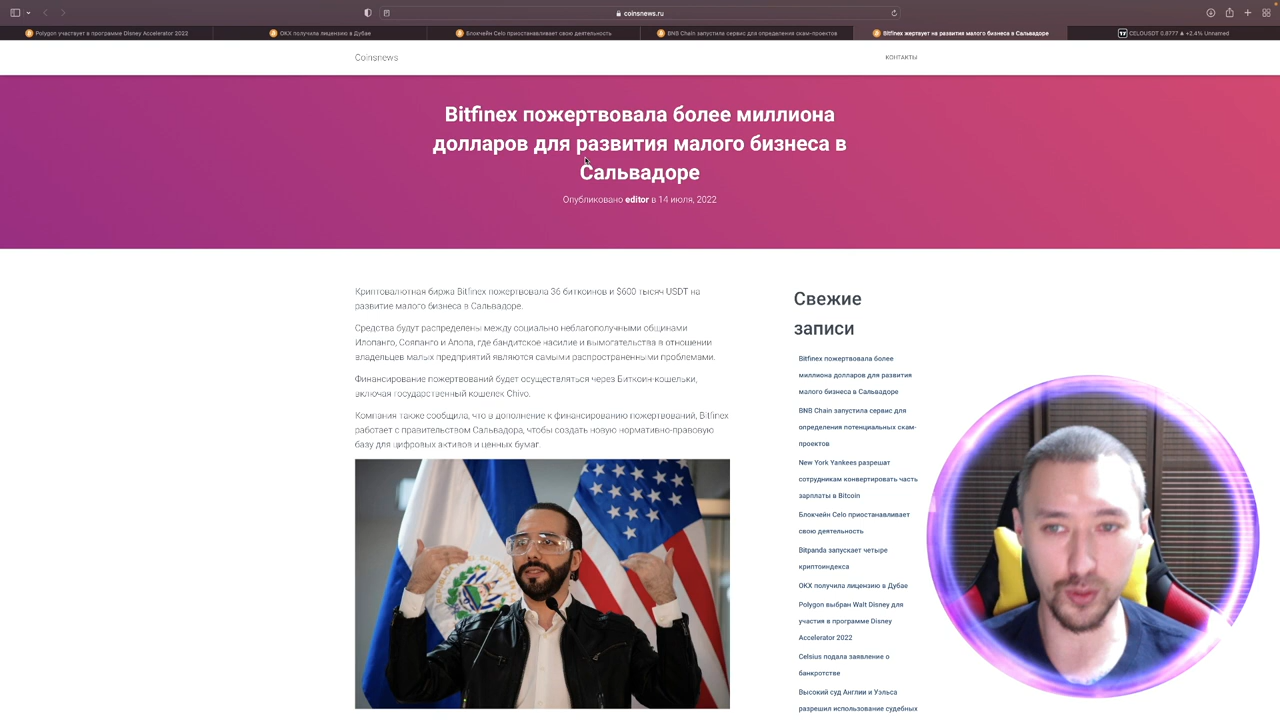 coinsnews.ru
Polygon участвует в программе Disney Accelerator 2022
OKX получила лицензию в Дубае
Блокчейн Celo приостанавливает свою деятельность
BNB Chain запустила сервис для определения скам-проектов
Bitfinex жертвует на развития малого бизнеса в Сальвадоре
CELOUSDT 0.8777 ▲ +2.4% Unnamed
Coinsnews
КОНТАКТЫ
Bitfinex пожертвовала более миллиона
долларов для развития малого бизнеса в
Сальвадоре
Опубликовано editor в 14 июля, 2022
Криптовалютная биржа Bitfinex пожертвовала 36 биткоинов и $600 тысяч USDT на
развитие малого бизнеса в Сальвадоре.
Средства будут распределены между социально неблагополучными общинами
Илопанго, Сояпанго и Апопа, где бандитское насилие и вымогательства в отношении
владельцев малых предприятий являются самыми распространенными проблемами.
Финансирование пожертвований будет осуществляться через Биткоин-кошельки,
включая государственный кошелек Chivo.
Компания также сообщила, что в дополнение к финансированию пожертвований, Bitfinex
работает с правительством Сальвадора, чтобы создать новую нормативно-правовую
базу для цифровых активов и ценных бумаг.
Свежие
записи
Bitfinex пожертвовала более
миллиона долларов для развития
малого бизнеса в Сальвадоре
BNB Chain запустила сервис для
определения потенциальных скам-
проектов
New York Yankees разрешат
сотрудникам конвертировать часть
зарплаты в Bitcoin
Блокчейн Celo приостанавливает
свою деятельность
Bitpanda запускает четыре
криптоиндекса
OKX получила лицензию в Дубае
Polygon выбран Walt Disney для
участия в программе Disney
Accelerator 2022
Celsius подала заявление о
банкротстве
Высокий суд Англии и Уэльса
разрешил использование судебных